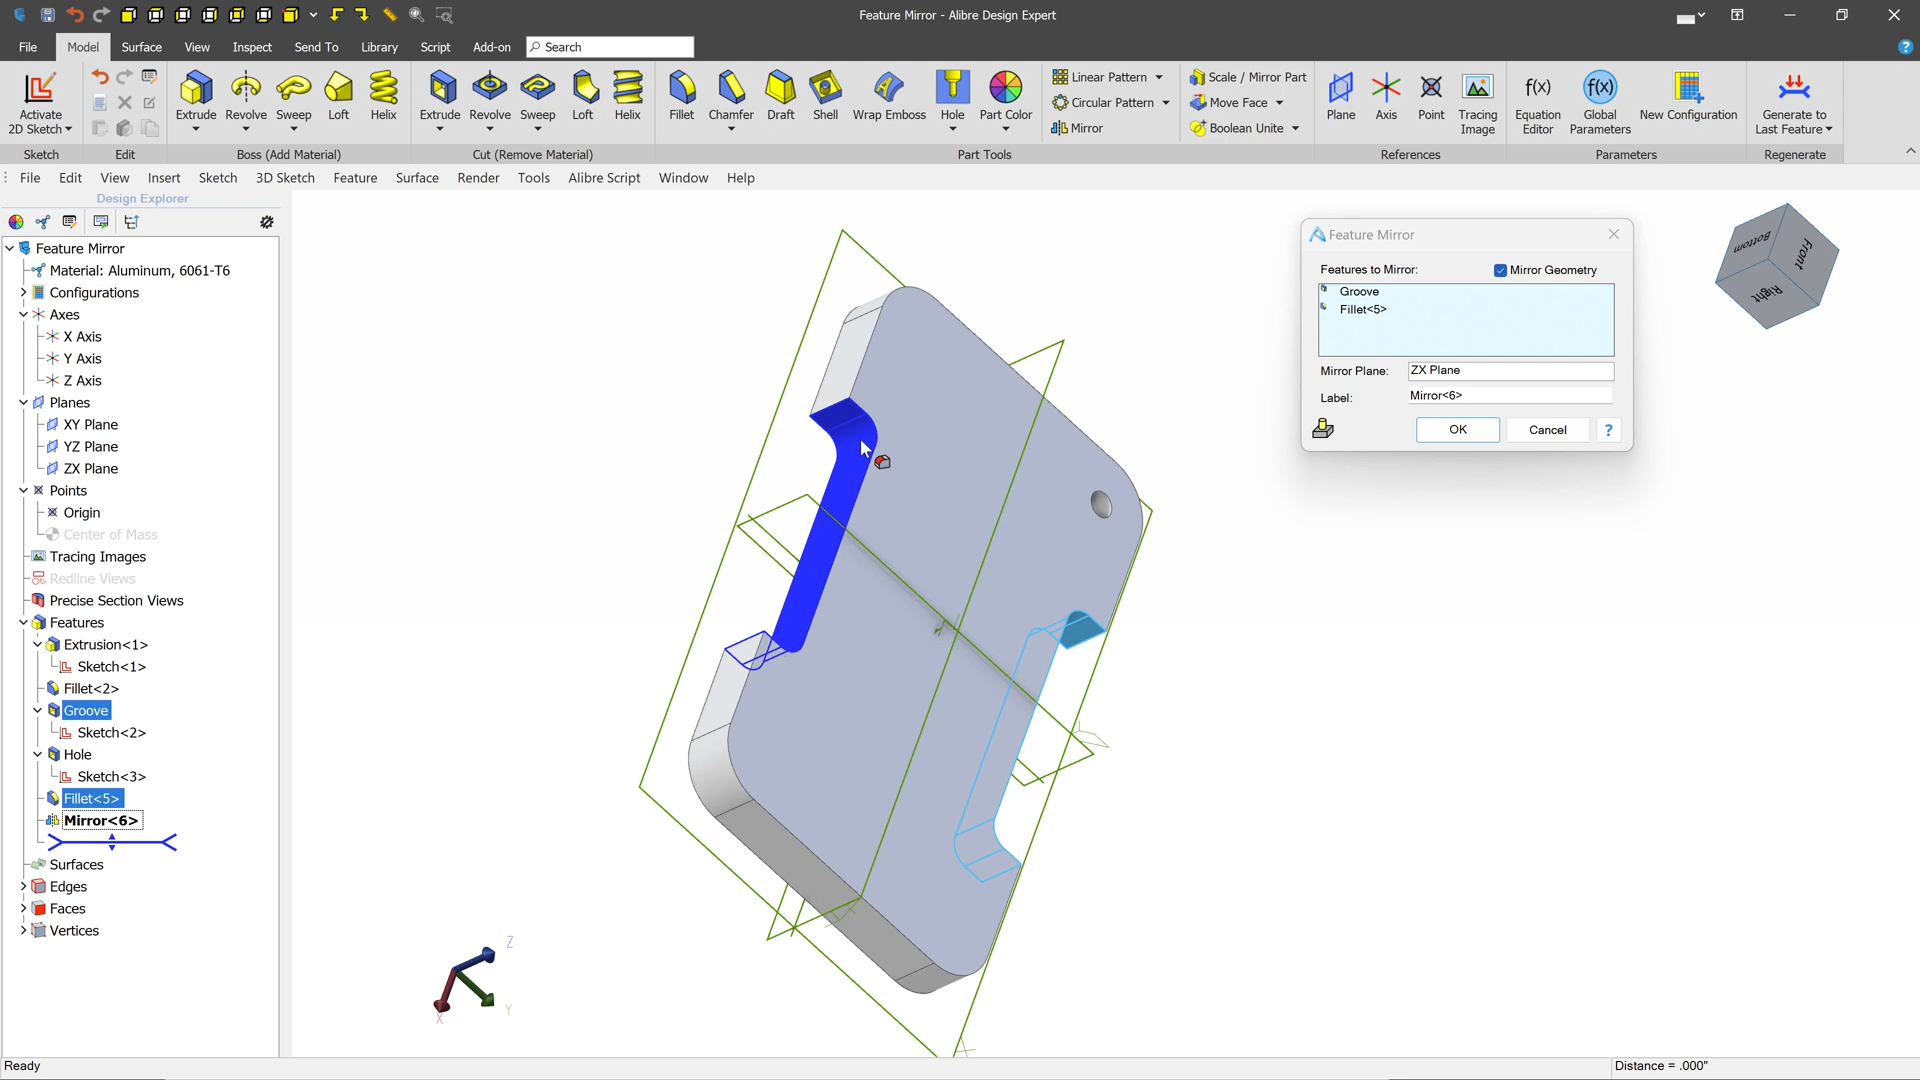 Feature Mirror - Alibre Design Expert
File Model Surface View Inspect Send To Library Script Add-on Search
Activate 2D Sketch
Extrude Revolve Sweep Loft Helix
Extrude Revolve Sweep Loft Helix
Fillet Chamfer Draft Shell Wrap Emboss Hole Part Color
Linear Pattern
Circular Pattern
Mirror
Scale / Mirror Part
Move Face
Boolean Unite
Plane Axis Point Tracing Image
f(x) Equation Editor
f(x) Global Parameters
New Configuration
Generate to Last Feature
Sketch Edit Boss (Add Material) Cut (Remove Material) Part Tools References Parameters Regenerate
File Edit View Insert Sketch 3D Sketch Feature Surface Render Tools Alibre Script Window Help
Design Explorer
Feature Mirror
Material: Aluminum, 6061-T6
Configurations
Axes
X Axis
Y Axis
Z Axis
Planes
XY Plane
YZ Plane
ZX Plane
Points
Origin
Center of Mass
Tracing Images
Redline Views
Precise Section Views
Features
Extrusion<1>
Sketch<1>
Fillet<2>
Groove
Sketch<2>
Hole
Sketch<3>
Fillet<5>
Mirror<6>
Surfaces
Edges
Faces
Vertices
Feature Mirror
Features to Mirror: Mirror Geometry
Groove
Fillet<5>
Mirror Plane: ZX Plane
Label: Mirror<6>
OK Cancel ?
Bottom
Front
Right
Z
Y
X
Ready
Distance = .000"